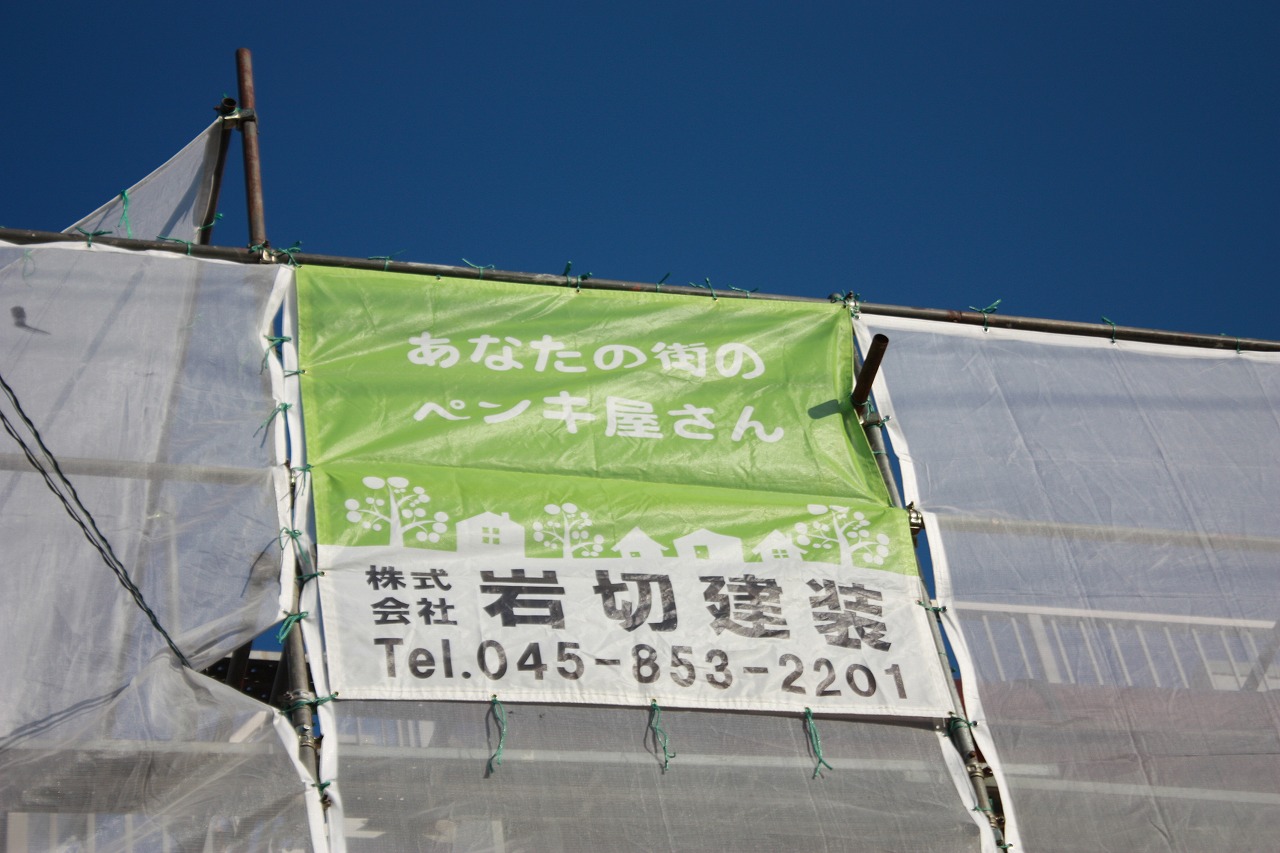 あなたの街の
ペンキ屋さん
株式会社 岩切建装
Tel.045-853-2201